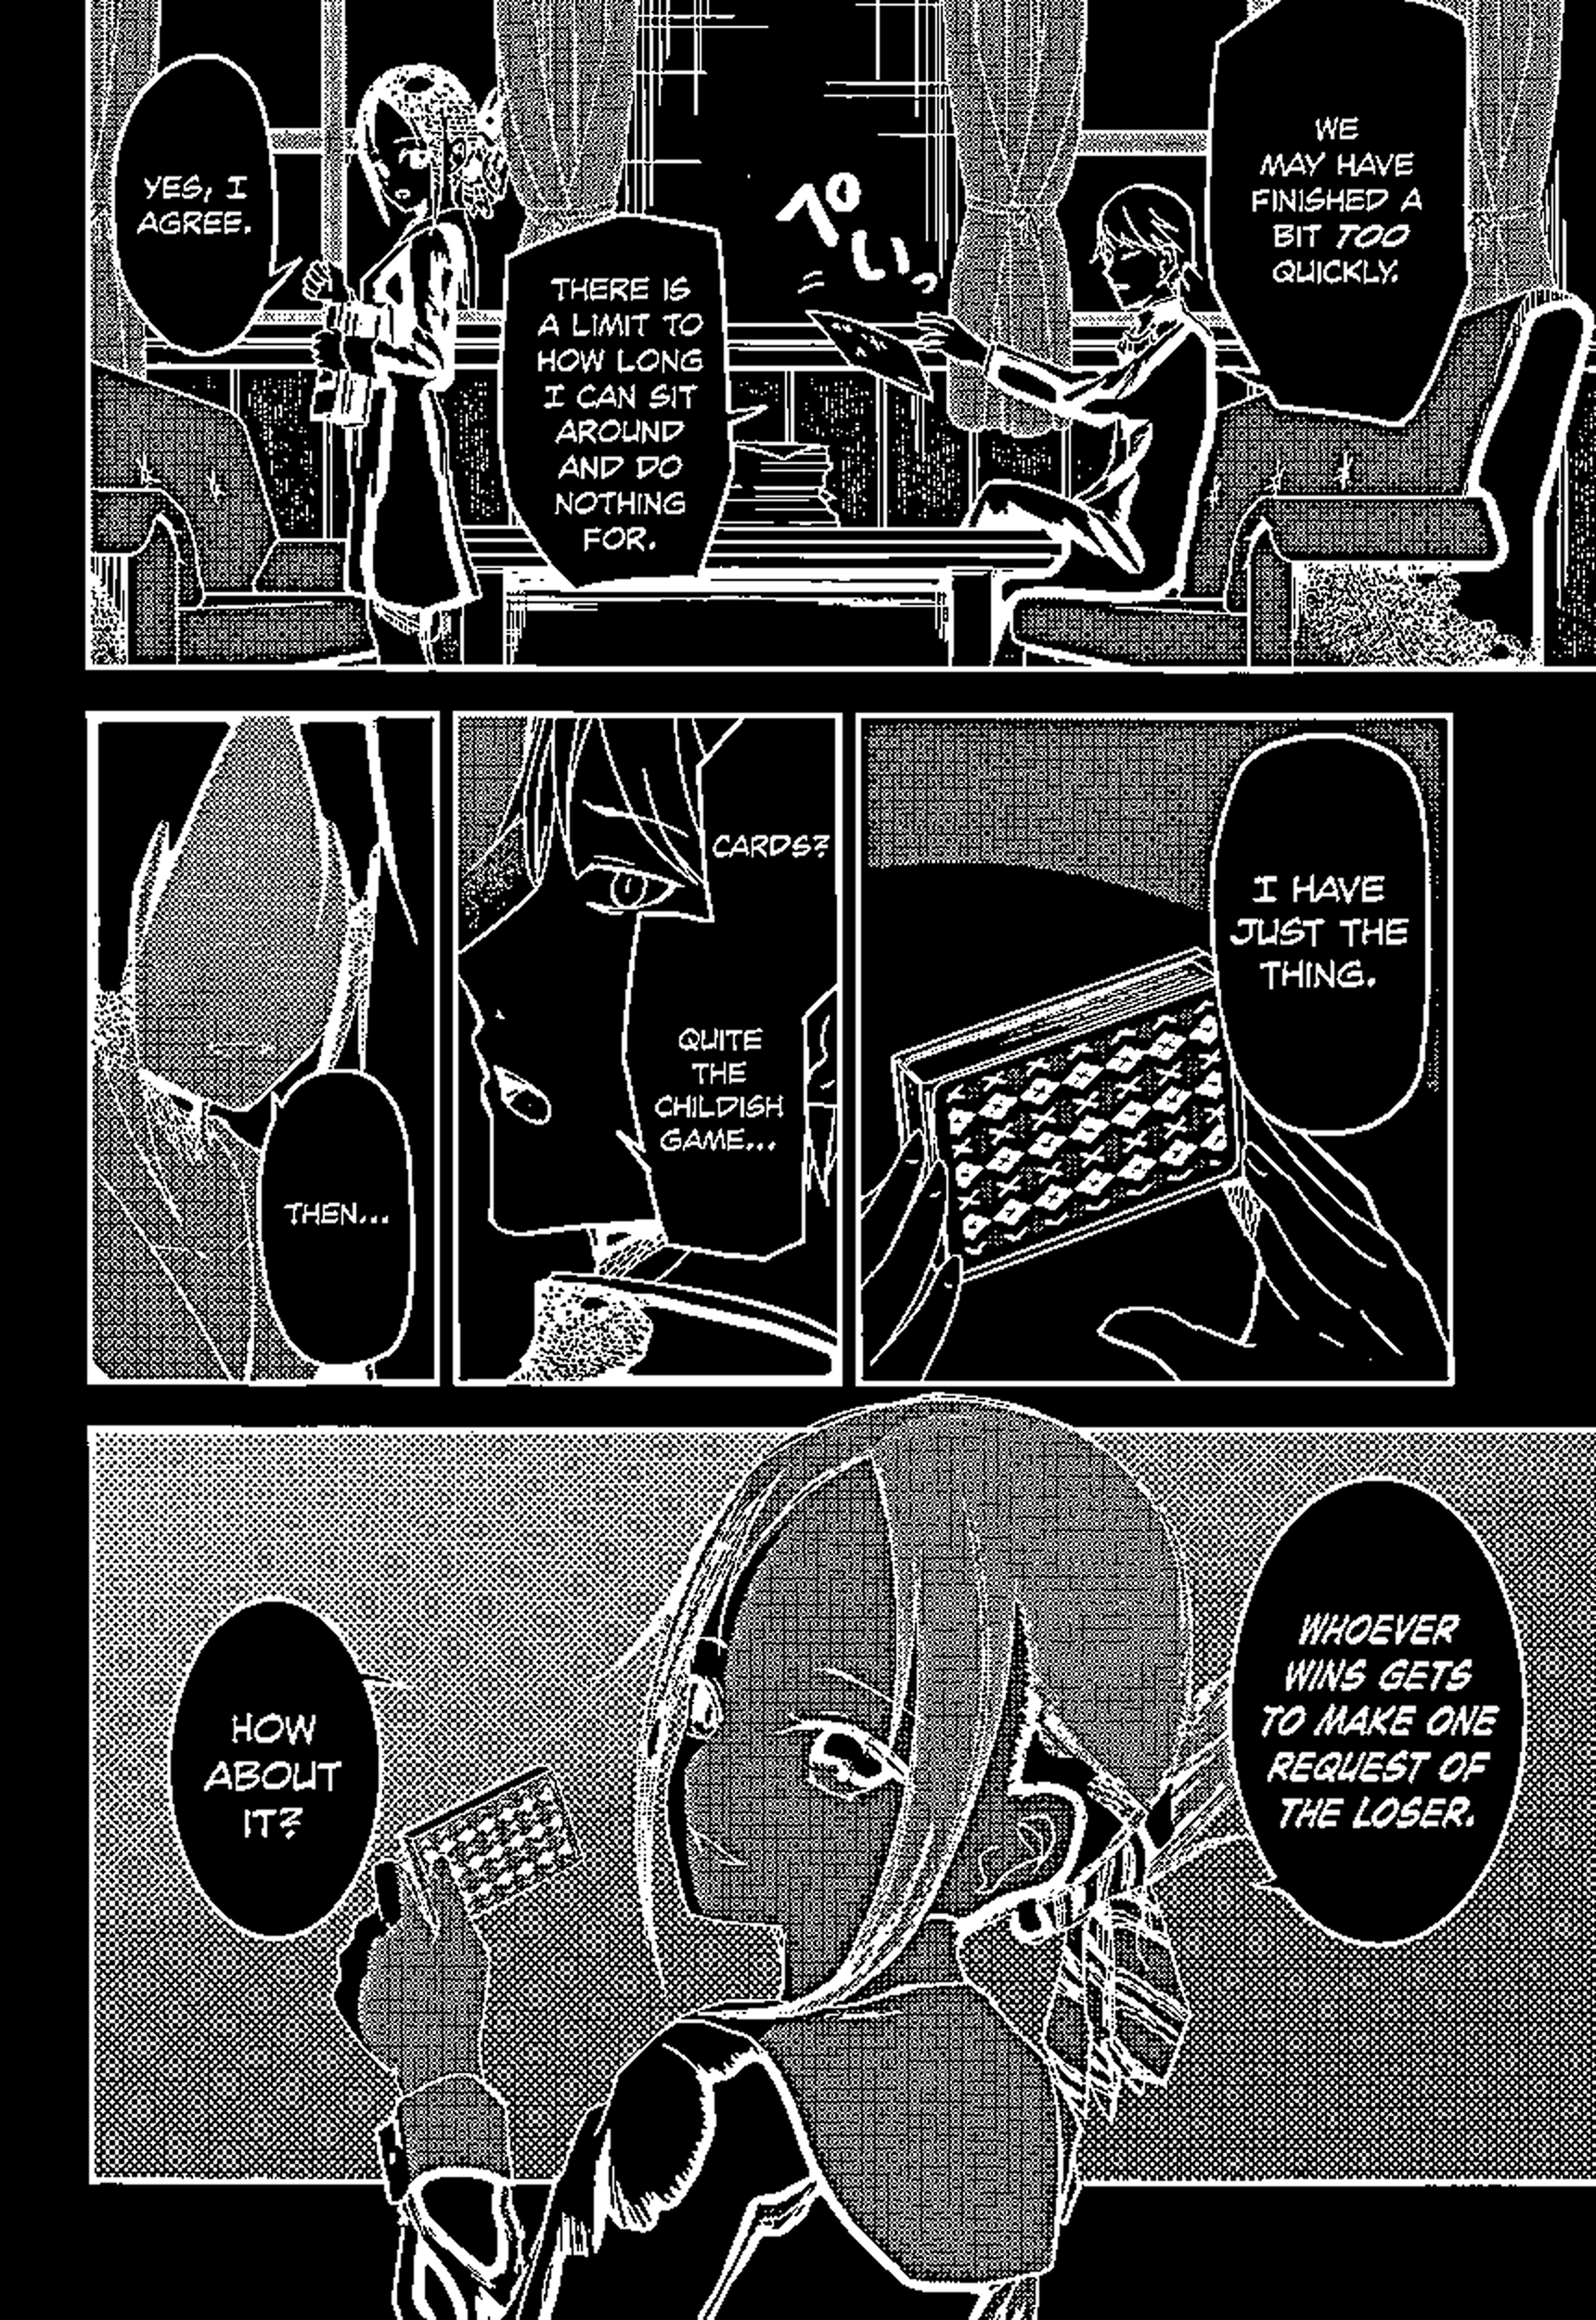 WE
MAY HAVE
FINISHED A
BIT TOO
QUICKLY.
ぺいっ
THERE IS
A LIMIT TO
HOW LONG
I CAN SIT
AROUND
AND DO
NOTHING
FOR.
YES, I
AGREE.
I HAVE
JUST THE
THING.
CARDS?
QUITE
THE
CHILDISH
GAME...
THEN...
WHOEVER
WINS GETS
TO MAKE ONE
REQUEST OF
THE LOSER.
HOW
ABOUT
IT?